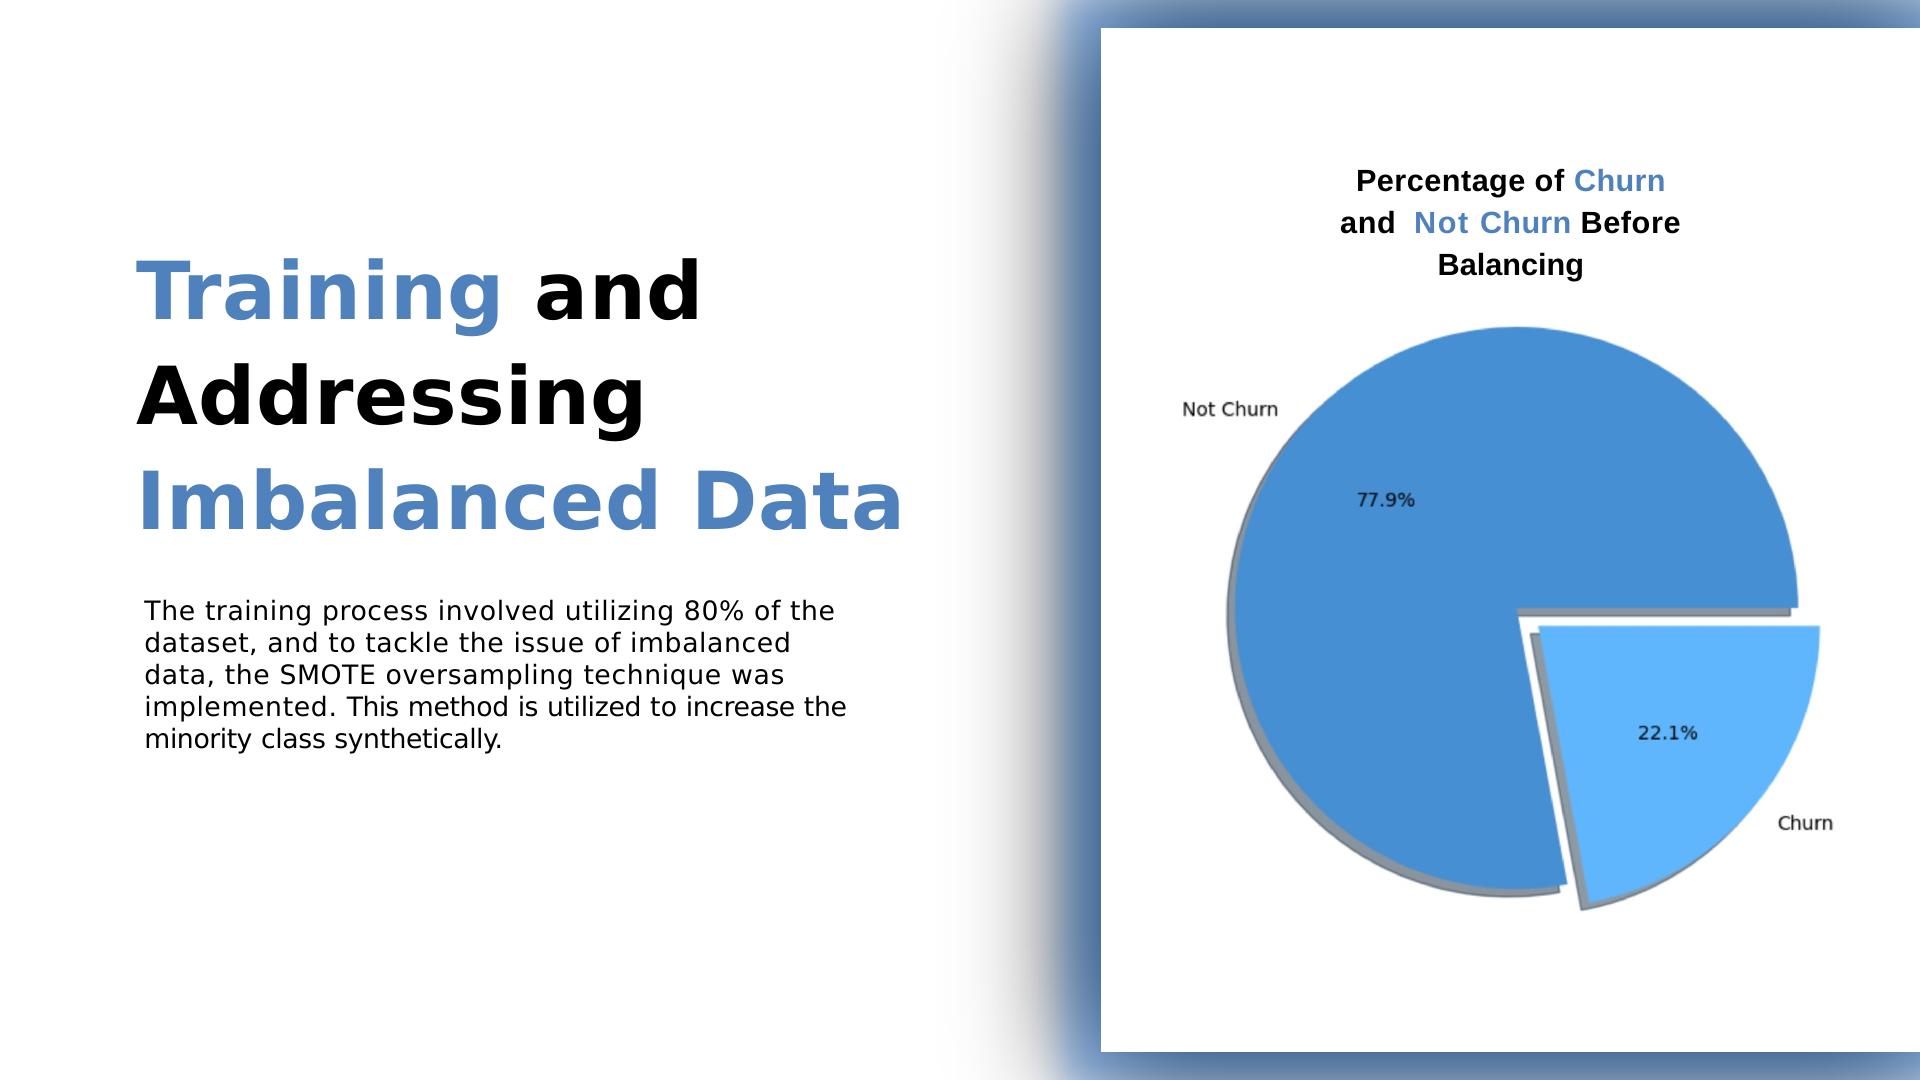 Training and
Addressing
Imbalanced Data
The training process involved utilizing 80% of the
dataset, and to tackle the issue of imbalanced
data, the SMOTE oversampling technique was
implemented. This method is utilized to increase the
minority class synthetically.
Percentage of Churn
and Not Churn Before
Balancing
Not Churn
77.9%
22.1%
Churn